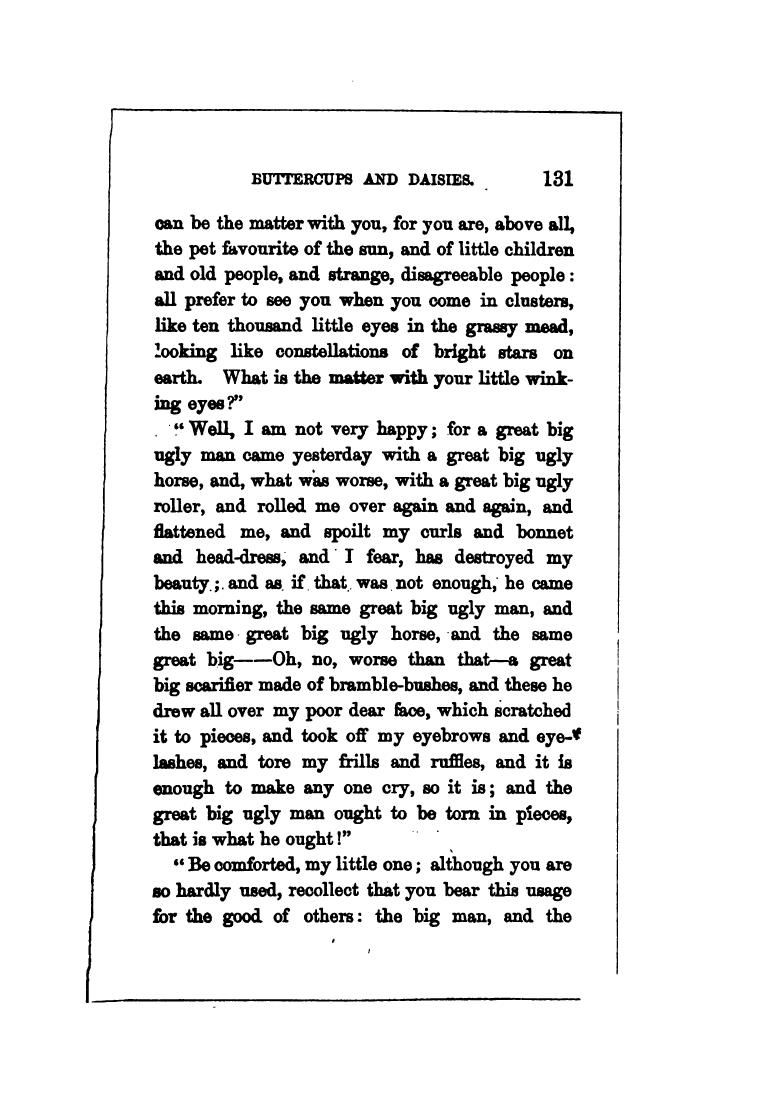 BUTTERCUPS AND DAISIES. 131
can be the matter with you, for you are, above all,
the pet favourite of the sun, and of little children
and old people, and strange, disagreeable people:
all prefer to see you when you come in clusters,
like ten thousand little eyes in the grassy mead,
looking like constellations of bright stars on
earth. What is the matter with your little wink-
ing eyes?"
"Well, I am not very happy; for a great big
ugly man came yesterday with a great big ugly
horse, and, what was worse, with a great big ugly
roller, and rolled me over again and again, and
flattened me, and spoilt my curls and bonnet
and head-dress, and I fear, has destroyed my
beauty; and as if that was not enough, he came
this morning, the same great big ugly man, and
the same great big ugly horse, and the same
great big——Oh, no, worse than that—a great
big scarifier made of bramble-bushes, and these he
drew all over my poor dear face, which scratched
it to pieces, and took off my eyebrows and eye-
lashes, and tore my frills and ruffles, and it is
enough to make any one cry, so it is; and the
great big ugly man ought to be torn in pieces,
that is what he ought!"
"Be comforted, my little one; although you are
so hardly used, recollect that you bear this usage
for the good of others: the big man, and the